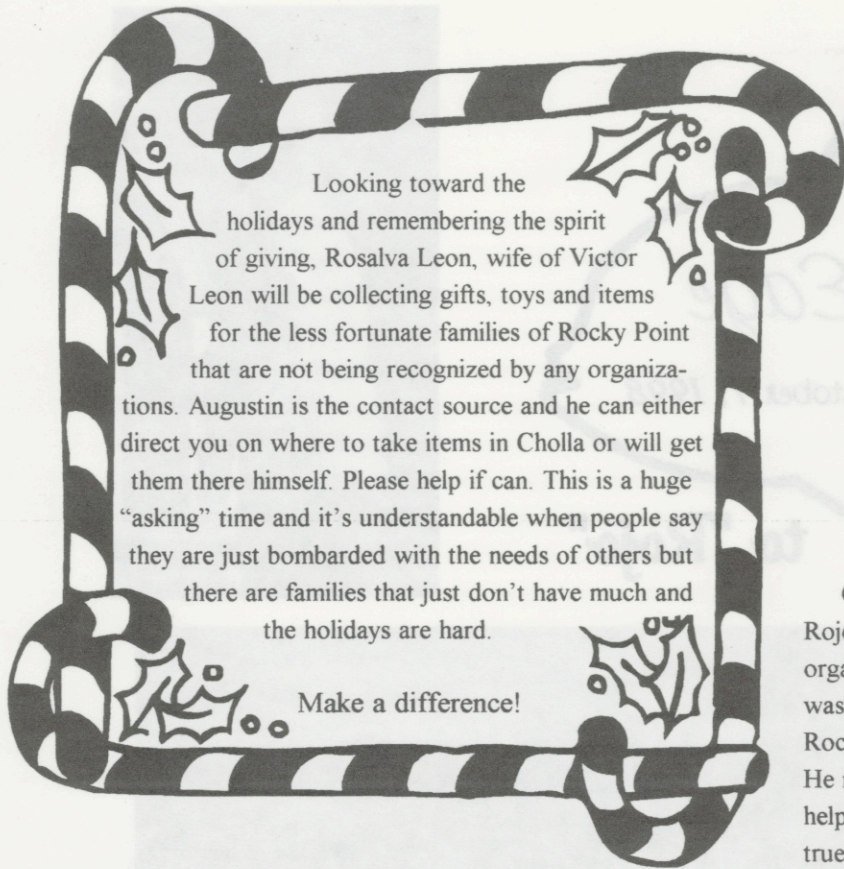 Looking toward the
holidays and remembering the spirit
of giving, Rosalva Leon, wife of Victor
Leon will be collecting gifts, toys and items
for the less fortunate families of Rocky Point
that are not being recognized by any organiza-
tions. Augustin is the contact source and he can either
direct you on where to take items in Cholla or will get
them there himself. Please help if can. This is a huge
“asking” time and it’s understandable when people say
they are just bombarded with the needs of others but
there are families that just don’t have much and
the holidays are hard.
Make a difference!
orga
was
Roc
help
true